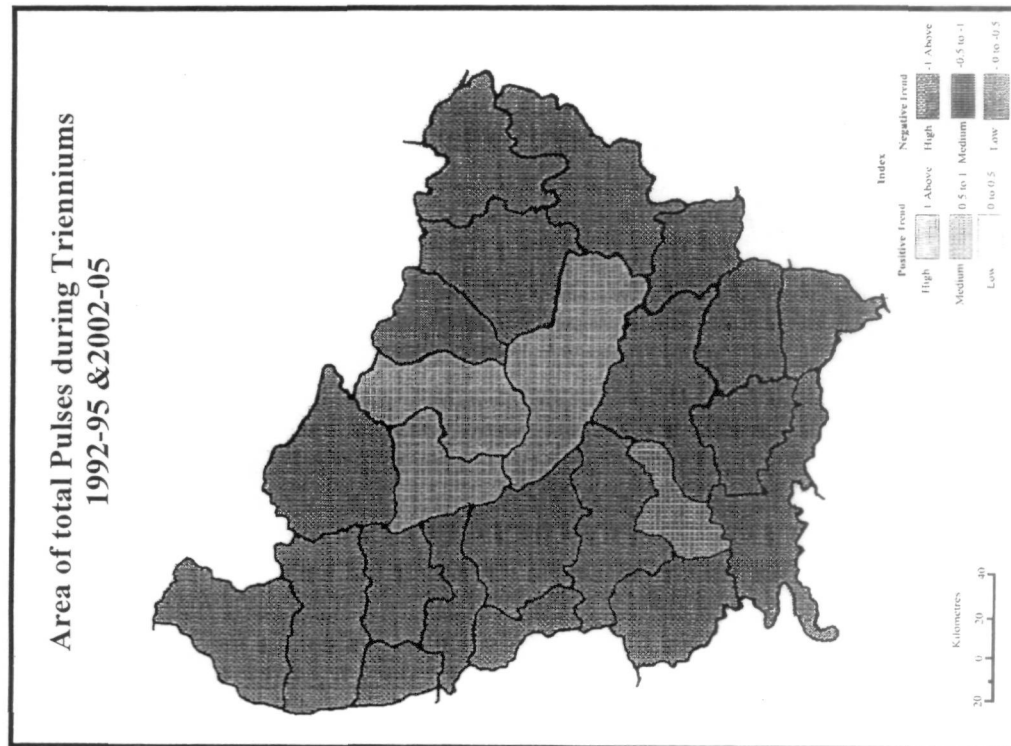 Area of total Pulses during Trienniums
1992-95 &2002-05
Index
Positive Trend Negative Trend
High 1 Above High -1 Above
Medium 0 5 to 1 Medium -0.5 to -1
Low 0 to 0 5 Low - 0 to -0.5
Kilometres
20 0 20 40